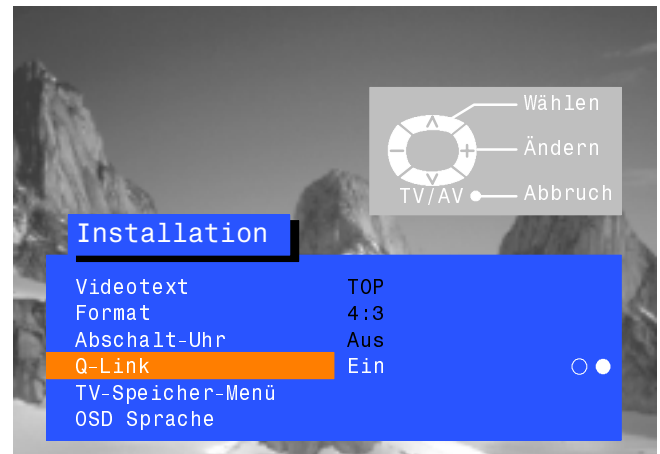 Wählen
Ändern
TV/AV Abbruch
Installation
Videotext TOP
Format 4:3
Abschalt-Uhr Aus
Q-Link Ein
TV-Speicher-Menü
OSD Sprache